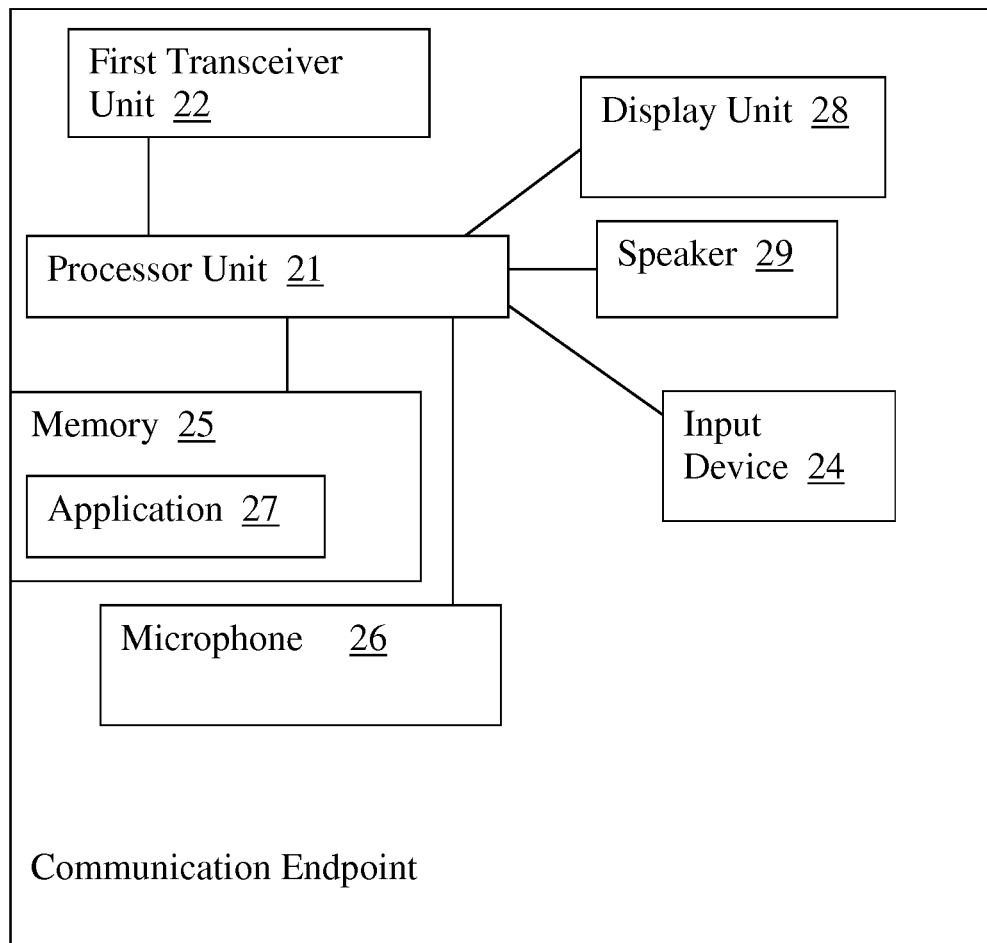 First Transceiver
Unit 22
Display Unit 28
Processor Unit 21
Speaker 29
Memory 25
Input
Device 24
Application 27
Microphone 26
Communication Endpoint